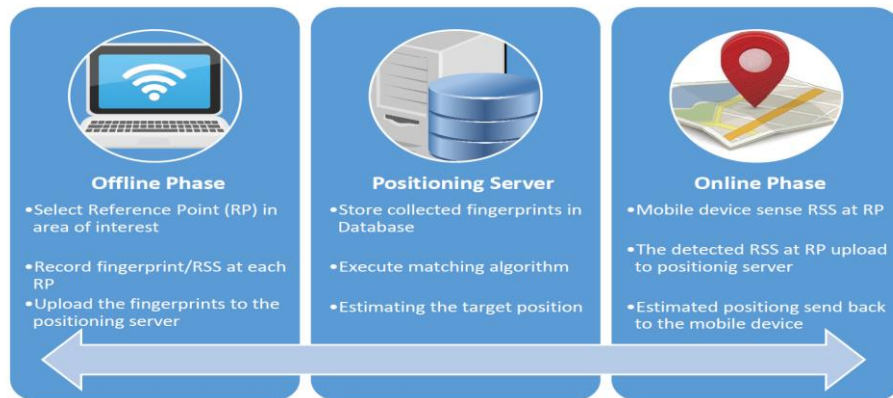 Offline Phase
•Select Reference Point (RP) in
area of interest
•Record fingerprint/RSS at each
RP
•Upload the fingerprints to the
positioning server
Positioning Server
•Store collected fingerprints in
Database
•Execute matching algorithm
•Estimating the target position
Online Phase
•Mobile device sense RSS at RP
•The detected RSS at RP upload
to positionig server
•Estimated positiong send back
to the mobile device